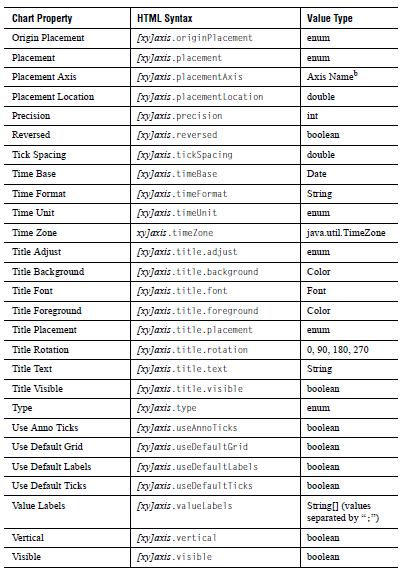 Chart Property HTML Syntax Value Type
Origin Placement [xy]axis.originPlacement enum
Placement [xy]axis.placement enum
Placement Axis [xy]axis.placementAxis Axis Nameb
Placement Location [xy]axis.placementLocation double
Precision [xy]axis.precision int
Reversed [xy]axis.reversed boolean
Tick Spacing [xy]axis.tickSpacing double
Time Base [xy]axis.timeBase Date
Time Format [xy]axis.timeFormat String
Time Unit [xy]axis.timeUnit enum
Time Zone xy]axis.timeZone java.util.TimeZone
Title Adjust [xy]axis.title.adjust enum
Title Background [xy]axis.title.background Color
Title Font [xy]axis.title.font Font
Title Foreground [xy]axis.title.foreground Color
Title Placement [xy]axis.title.placement enum
Title Rotation [xy]axis.title.rotation 0, 90, 180, 270
Title Text [xy]axis.title.text String
Title Visible [xy]axis.title.visible boolean
Type [xy]axis.type enum
Use Anno Ticks [xy]axis.useAnnoTicks boolean
Use Default Grid [xy]axis.useDefaultGrid boolean
Use Default Labels [xy]axis.useDefaultLabels boolean
Use Default Ticks [xy]axis.useDefaultTicks boolean
Value Labels [xy]axis.valueLabels String[] (values
separated by “;”)
Vertical [xy]axis.vertical boolean
Visible [xy]axis.visible boolean